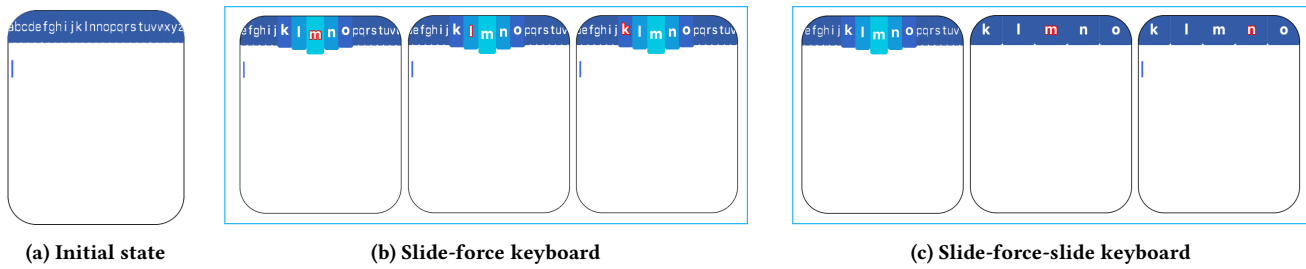 abcdefghijklnnopqrstuvwxyz
efghij k l m n o pqrstuv
efghij k l m n o pqrstuv
efghij k l m n o pqrstuv
efghij k l m n o pqrstuv
k l m n o
k l m n o
(a) Initial state
(b) Slide-force keyboard
(c) Slide-force-slide keyboard